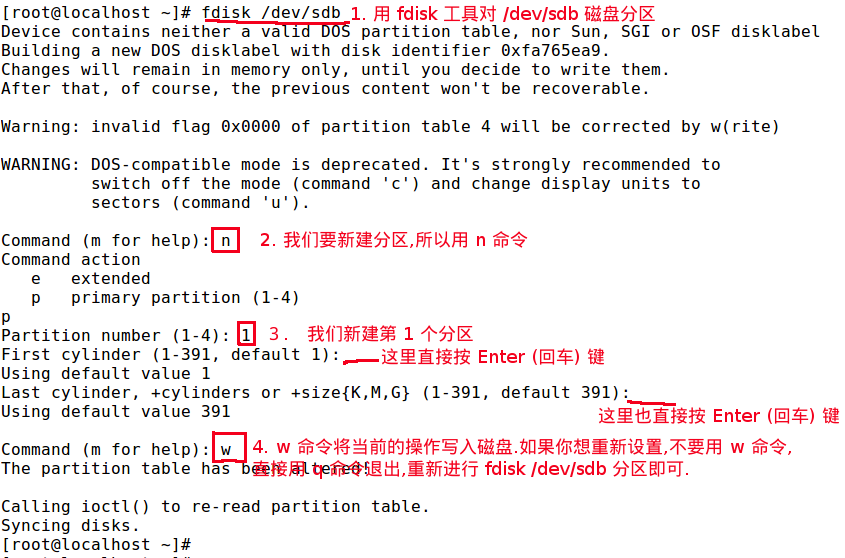 [root@localhost ~]# fdisk /dev/sdb 1. 用 fdisk 工具对 /dev/sdb 磁盘分区
Device contains neither a valid DOS partition table, nor Sun, SGI or OSF disklabel
Building a new DOS disklabel with disk identifier 0xfa765ea9.
Changes will remain in memory only, until you decide to write them.
After that, of course, the previous content won't be recoverable.
Warning: invalid flag 0x0000 of partition table 4 will be corrected by w(rite)
WARNING: DOS-compatible mode is deprecated. It's strongly recommended to
switch off the mode (command 'c') and change display units to
sectors (command 'u').
Command (m for help): n 2. 我们要新建分区,所以用 n 命令
Command action
e extended
p primary partition (1-4)
p
Partition number (1-4): 1 3. 我们新建第 1 个分区
First cylinder (1-391, default 1): 这里直接按 Enter (回车) 键
Using default value 1
Last cylinder, +cylinders or +size{K,M,G} (1-391, default 391):
Using default value 391 这里也直接按 Enter (回车) 键
Command (m for help): w 4. w 命令将当前的操作写入磁盘.如果你想重新设置,不要用 w 命令,
The partition table has been altered! 直接用 q 命令退出,重新进行 fdisk /dev/sdb 分区即可.
Calling ioctl() to re-read partition table.
Syncing disks.
[root@localhost ~]#